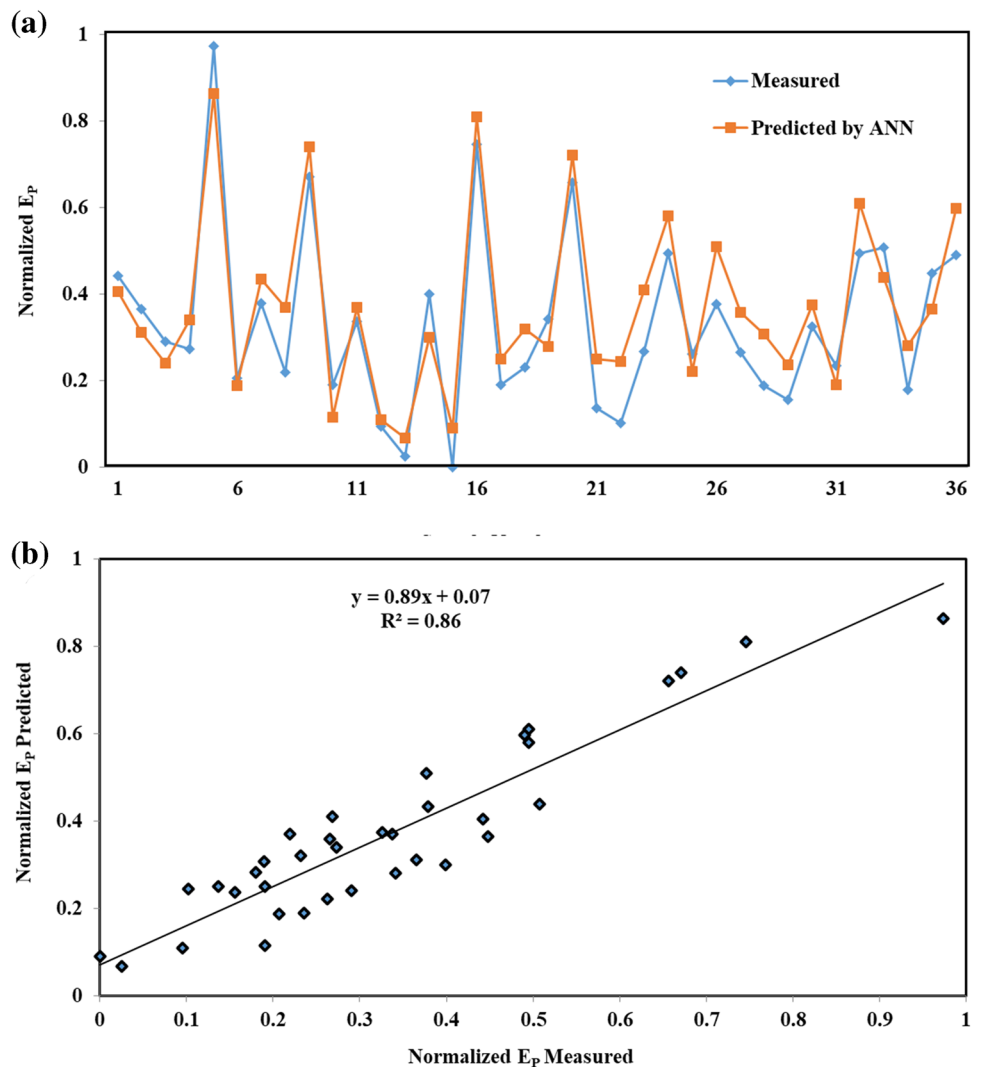 (a)
1
0.8
0.6
0.4
0.2
0
Normalized EP
Measured
Predicted by ANN
1 6 11 16 21 26 31 36
(b)
1
0.8
0.6
0.4
0.2
0
Normalized EP Predicted
y = 0.89x + 0.07
R² = 0.86
0 0.1 0.2 0.3 0.4 0.5 0.6 0.7 0.8 0.9 1
Normalized EP Measured